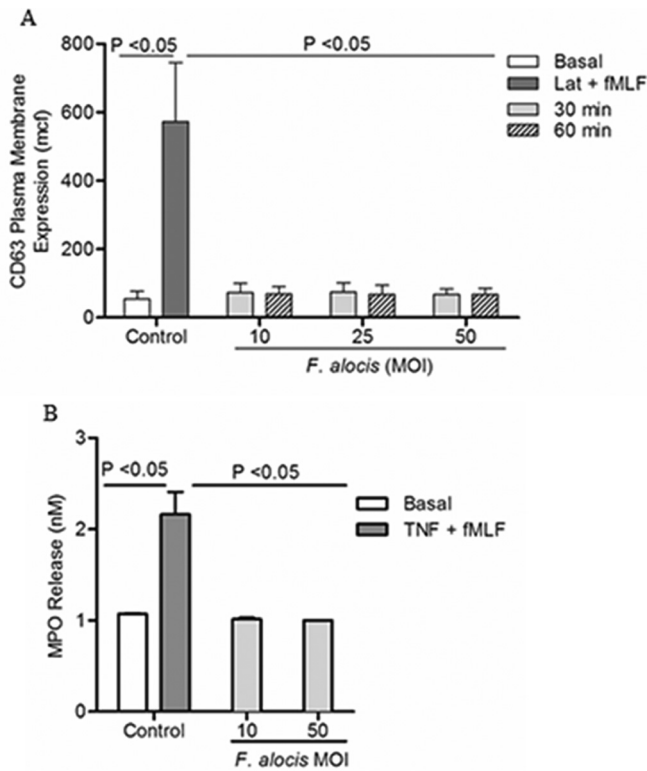 A
P <0.05
P <0.05
CD63 Plasma Membrane
Expression (mcf)
800
600
400
200
0
Basal
Lat + fMLF
30 min
60 min
Control
10
25
50
F. alocis (MOI)
B
P <0.05
P <0.05
MPO Release (nM)
3
2
1
0
Basal
TNF + fMLF
Control
10
50
F. alocis MOI